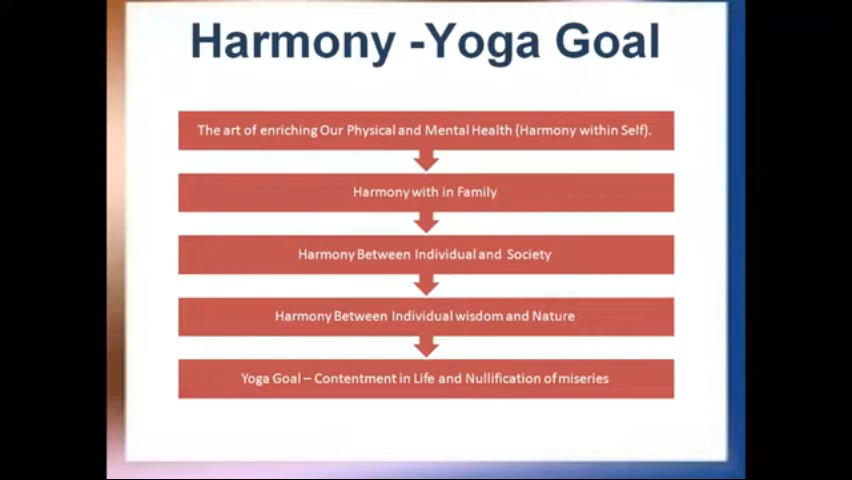 Harmony -Yoga Goal
The art of enriching Our Physical and Mental Health (Harmony within Self).
Harmony with in Family
Harmony Between Individual and Society
Harmony Between Individual wisdom and Nature
Yoga Goal – Contentment in Life and Nullification of miseries